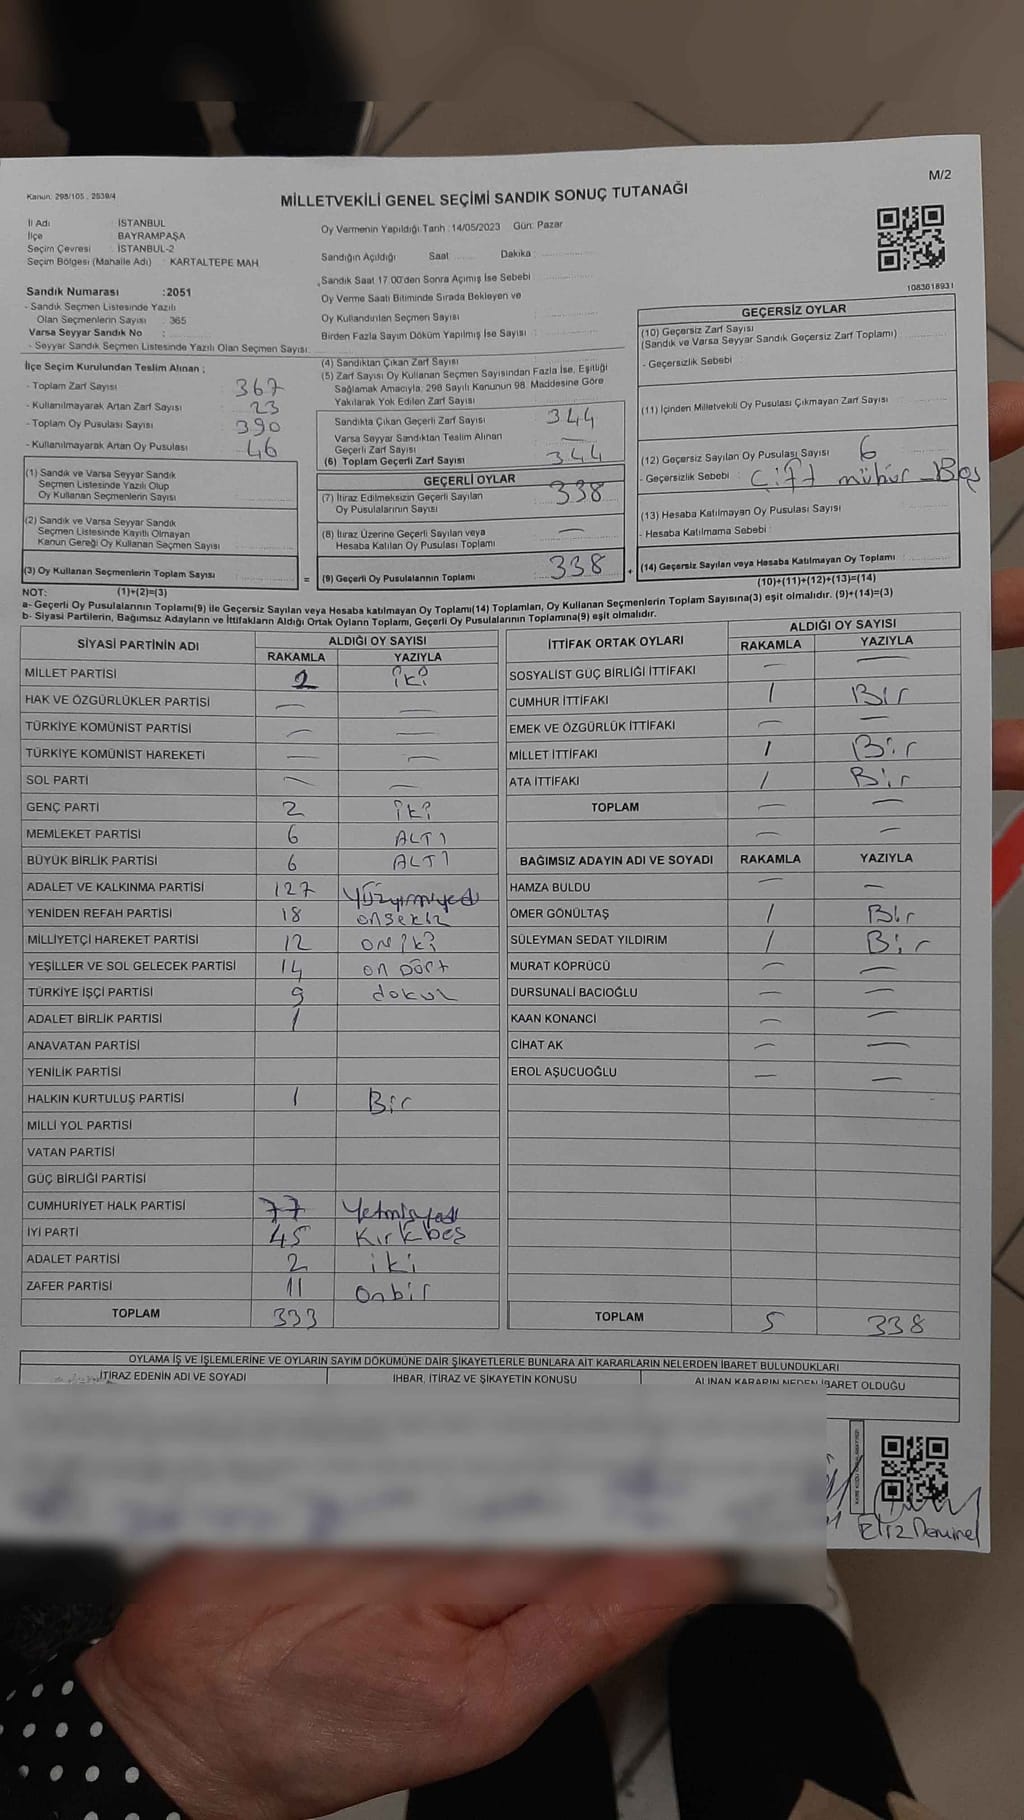 Kanun: 298/105 , 2839/4
M/2
MİLLETVEKİLİ GENEL SEÇİMİ SANDIK SONUÇ TUTANAĞI
İl Adı İSTANBUL
İlçe BAYRAMPAŞA
Seçim Çevresi : İSTANBUL-2
Seçim Bölgesi (Mahalle Adı) : KARTALTEPE MAH
Sandık Numarası :2051
- Sandık Seçmen Listesinde Yazılı
Olan Seçmenlerin Sayısı : 365
Varsa Seyyar Sandık No :
- Seyyar Sandık Seçmen Listesinde Yazılı Olan Seçmen Sayısı:
Oy Vermenin Yapıldığı Tarih :14/05/2023 Gün: Pazar
Sandığın Açıldığı Saat Dakika :
Sandık Saat 17:00'den Sonra Açımış İse Sebebi :
Oy Verme Saati Bitiminde Sırada Bekleyen ve
Oy Kullandırılan Seçmen Sayısı :
Birden Fazla Sayım Döküm Yapılmış İse Sayısı :
1083618931
İlçe Seçim Kurulundan Teslim Alınan ;
- Toplam Zarf Sayısı 367
- Kullanılmayarak Artan Zarf Sayısı 23
- Toplam Oy Pusulası Sayısı 390
- Kullanılmayarak Artan Oy Pusulası 46
(1) Sandık ve Varsa Seyyar Sandık
Seçmen Listesinde Yazılı Olup
Oy Kullanan Seçmenlerin Sayısı
(2) Sandık ve Varsa Seyyar Sandık
Seçmen Listesinde Kayıtlı Olmayan
Kanun Gereği Oy Kullanan Seçmen Sayısı
(3) Oy Kullanan Seçmenlerin Toplam Sayısı
(1)+(2)=(3)
(4) Sandıktan Çıkan Zarf Sayısı
(5) Zarf Sayısı Oy Kullanan Seçmen Sayısından Fazla İse, Eşitliği
Sağlamak Amacıyla, 298 Sayılı Kanunun 98. Maddesine Göre
Yakılarak Yok Edilen Zarf Sayısı
Sandıkta Çıkan Geçerli Zarf Sayısı 344
Varsa Seyyar Sandıktan Teslim Alınan
Geçerli Zarf Sayısı —
(6) Toplam Geçerli Zarf Sayısı 344
GEÇERLİ OYLAR
(7) İtiraz Edilmeksizin Geçerli Sayılan
Oy Pusulalarının Sayısı 338
(8) İtiraz Üzerine Geçerli Sayılan veya
Hesaba Katılan Oy Pusulası Toplamı —
= (9) Geçerli Oy Pusulalarının Toplamı 338 +
GEÇERSİZ OYLAR
(10) Geçersiz Zarf Sayısı
(Sandık ve Varsa Seyyar Sandık Geçersiz Zarf Toplamı)
- Geçersizlik Sebebi :
(11) İçinden Milletvekili Oy Pusulası Çıkmayan Zarf Sayısı
(12) Geçersiz Sayılan Oy Pusulası Sayısı 6
- Geçersizlik Sebebi : Çift mühür_Boş
(13) Hesaba Katılmayan Oy Pusulası Sayısı
- Hesaba Katılmama Sebebi :
(14) Geçersiz Sayılan veya Hesaba Katılmayan Oy Toplamı
(10)+(11)+(12)+(13)=(14)
NOT:
a- Geçerli Oy Pusulalarının Toplamı(9) ile Geçersiz Sayılan veya Hesaba katılmayan Oy Toplamı(14) Toplamları, Oy Kullanan Seçmenlerin Toplam Sayısına(3) eşit olmalıdır. (9)+(14)=(3)
b- Siyasi Partilerin, Bağımsız Adayların ve İttifakların Aldığı Ortak Oyların Toplamı, Geçerli Oy Pusulalarının Toplamına(9) eşit olmalıdır.
SİYASİ PARTİNİN ADI ALDIĞI OY SAYISI
RAKAMLA YAZIYLA
MİLLET PARTİSİ 2 iki
HAK VE ÖZGÜRLÜKLER PARTİSİ — —
TÜRKİYE KOMÜNİST PARTİSİ — —
TÜRKİYE KOMÜNİST HAREKETİ — —
SOL PARTİ — —
GENÇ PARTİ 2 iki
MEMLEKET PARTİSİ 6 ALTI
BÜYÜK BİRLİK PARTİSİ 6 ALTI
ADALET VE KALKINMA PARTİSİ 127 Yüzyirmiyedi
YENİDEN REFAH PARTİSİ 18 onsekiz
MİLLİYETÇİ HAREKET PARTİSİ 12 on iki
YEŞİLLER VE SOL GELECEK PARTİSİ 14 on Dört
TÜRKİYE İŞÇİ PARTİSİ 9 dokuz
ADALET BİRLİK PARTİSİ 1
ANAVATAN PARTİSİ
YENİLİK PARTİSİ
HALKIN KURTULUŞ PARTİSİ 1 Bir
MİLLİ YOL PARTİSİ
VATAN PARTİSİ
GÜÇ BİRLİĞİ PARTİSİ
CUMHURİYET HALK PARTİSİ 77 Yetmişyedi
İYİ PARTİ 45 Kırkbeş
ADALET PARTİSİ 2 iki
ZAFER PARTİSİ 11 Onbir
TOPLAM 333
İTTİFAK ORTAK OYLARI ALDIĞI OY SAYISI
RAKAMLA YAZIYLA
SOSYALİST GÜÇ BİRLİĞİ İTTİFAKI — —
CUMHUR İTTİFAKI 1 Bir
EMEK VE ÖZGÜRLÜK İTTİFAKI — —
MİLLET İTTİFAKI 1 Bir
ATA İTTİFAKI 1 Bir
TOPLAM — —
— —
BAĞIMSIZ ADAYIN ADI VE SOYADI RAKAMLA YAZIYLA
HAMZA BULDU — —
ÖMER GÖNÜLTAŞ 1 Bir
SÜLEYMAN SEDAT YILDIRIM 1 Bir
MURAT KÖPRÜCÜ — —
DURSUNALİ BACIOĞLU — —
KAAN KONANCİ — —
CİHAT AK — —
EROL AŞUCUOĞLU — —
TOPLAM 5 338
OYLAMA İŞ VE İŞLEMLERİNE VE OYLARIN SAYIM DÖKÜMÜNE DAİR ŞİKAYETLERLE BUNLARA AİT KARARLARIN NELERDEN İBARET BULUNDUKLARI
İTİRAZ EDENİN ADI VE SOYADI İHBAR, İTİRAZ VE ŞİKAYETİN KONUSU ALINAN KARARIN NEDEN İBARET OLDUĞU